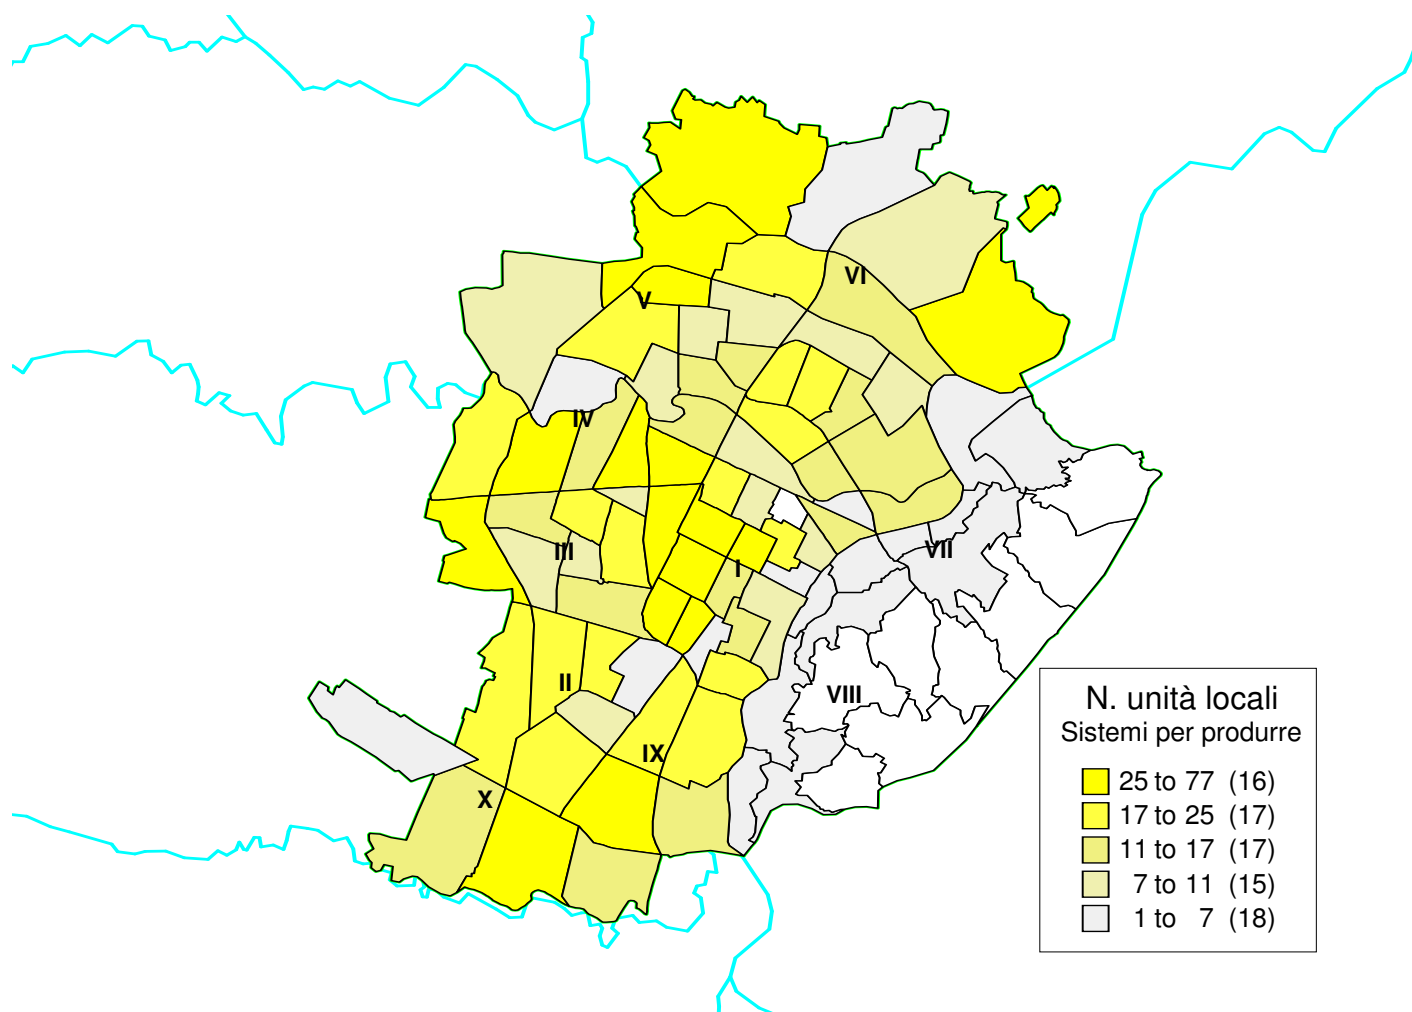 VI
V
IV
III
VII
I
II
VIII
IX
X
N. unità locali
Sistemi per produrre
25 to 77 (16)
17 to 25 (17)
11 to 17 (17)
7 to 11 (15)
1 to 7 (18)